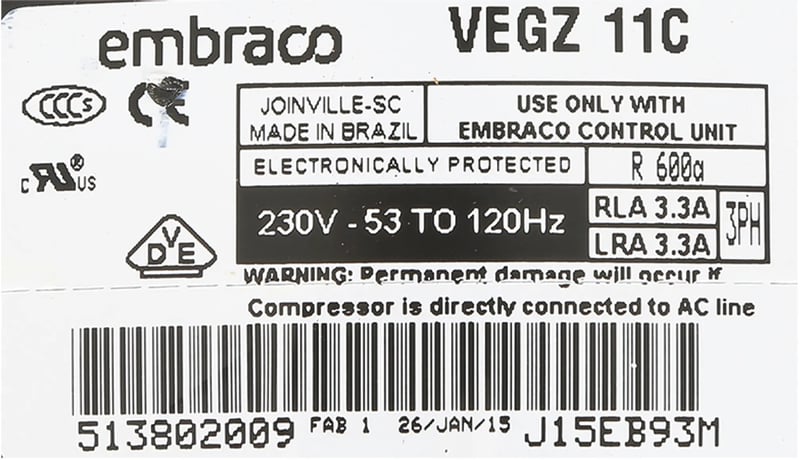 embraco VEGZ 11C
CCC S CE
JOINVILLE-SC
MADE IN BRAZIL
USE ONLY WITH
EMBRACO CONTROL UNIT
c RU ® US
ELECTRONICALLY PROTECTED
R 600a
230V - 53 TO 120Hz
RLA 3.3A
LRA 3.3A
3PH
VDE
WARNING: Permanent damage will occur if
Compressor is directly connected to AC line
513802009 FAB 1 26/JAN/15 J15EB93M